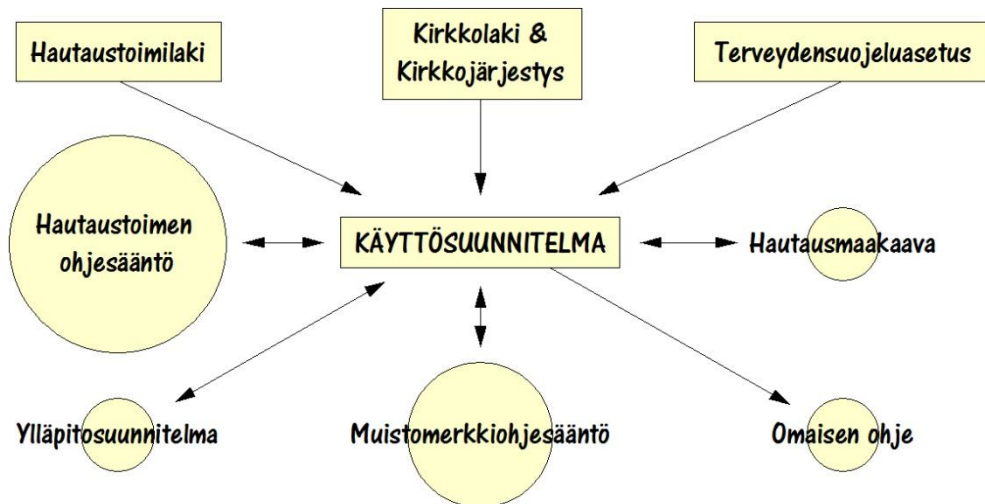 Hautaustoimilaki
Kirkkolaki &
Kirkkojärjestys
Terveydensuojeluasetus
Hautaustoimen
ohjesääntö
KÄYTTÖSUUNNITELMA
Hautausmaakaava
Ylläpitosuunnitelma
Muistomerkkiohjesääntö
Omaisen ohje